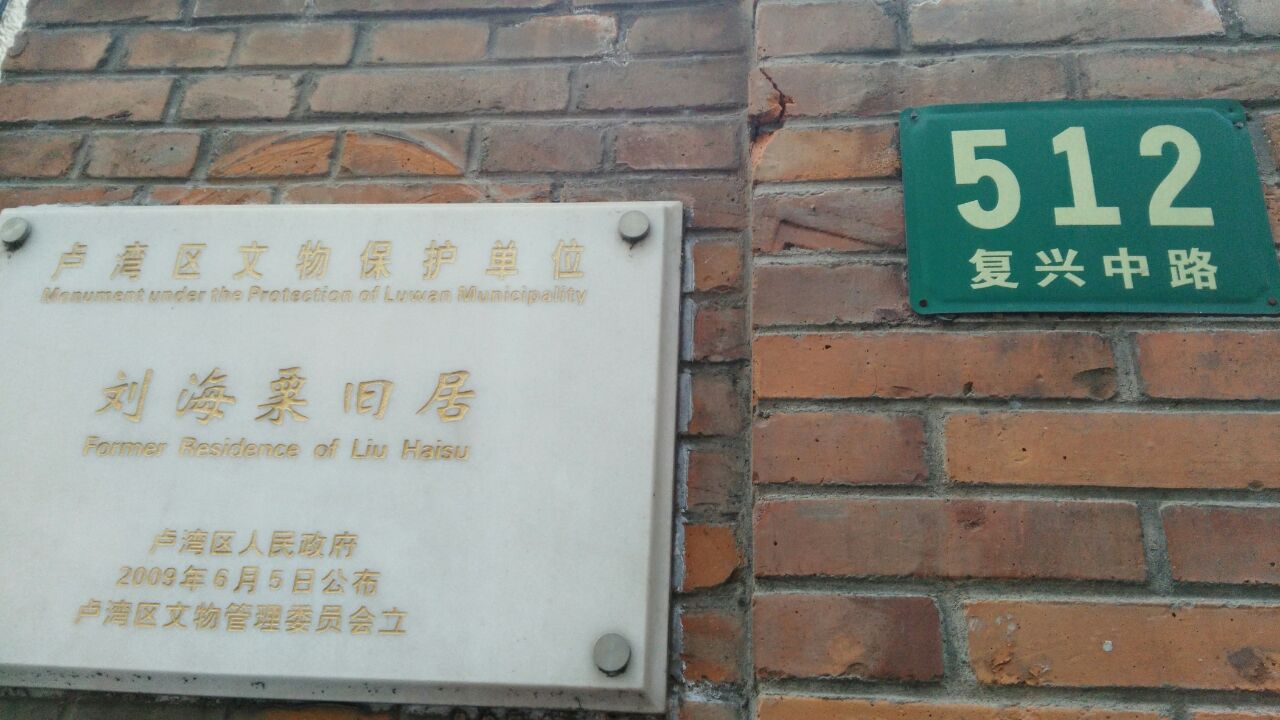 卢湾区文物保护单位
Monument under the Protection of Luwan Municipality
刘海粟旧居
Former Residence of Liu Haisu
卢湾区人民政府
2009年6月5日公布
卢湾区文物管理委员会立
512
复兴中路